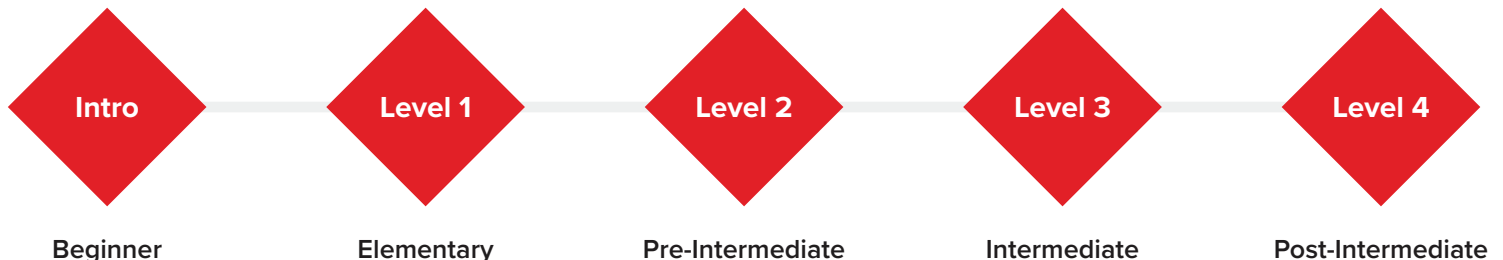 Intro Level 1 Level 2 Level 3 Level 4
Beginner Elementary Pre-Intermediate Intermediate Post-Intermediate